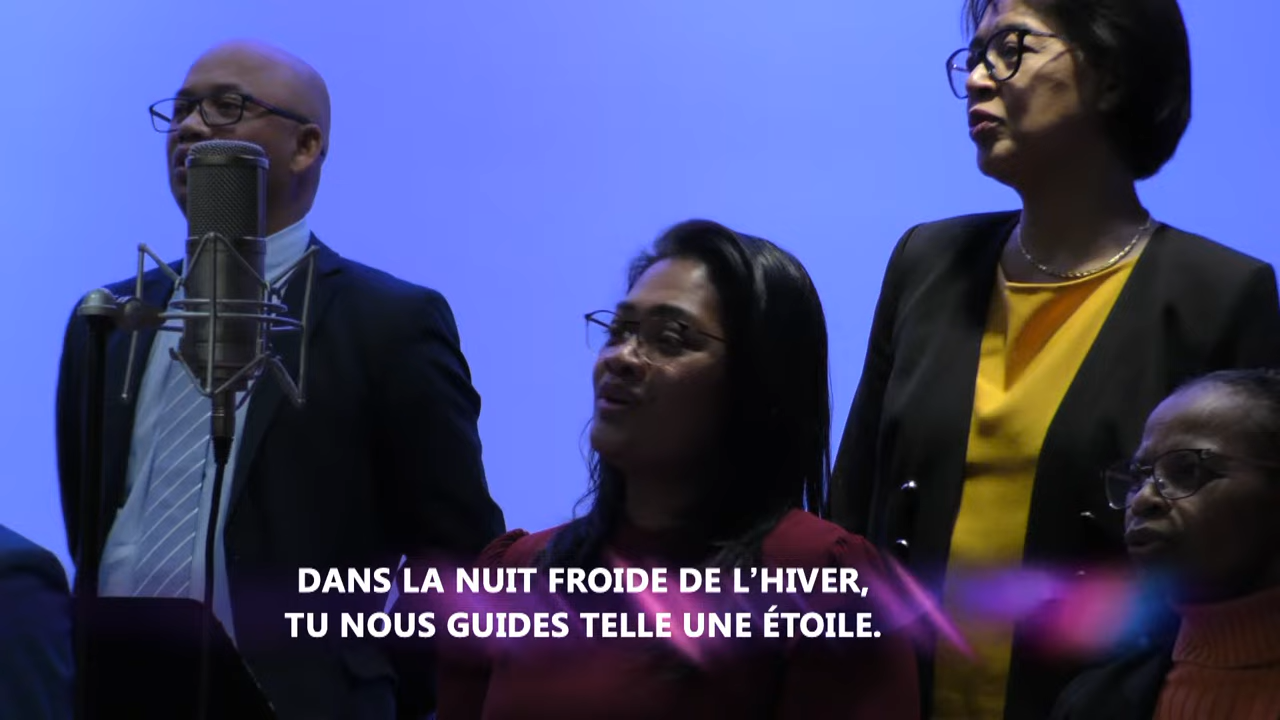 DANS LA NUIT FROIDE DE L’HIVER,
TU NOUS GUIDES TELLE UNE ÉTOILE.